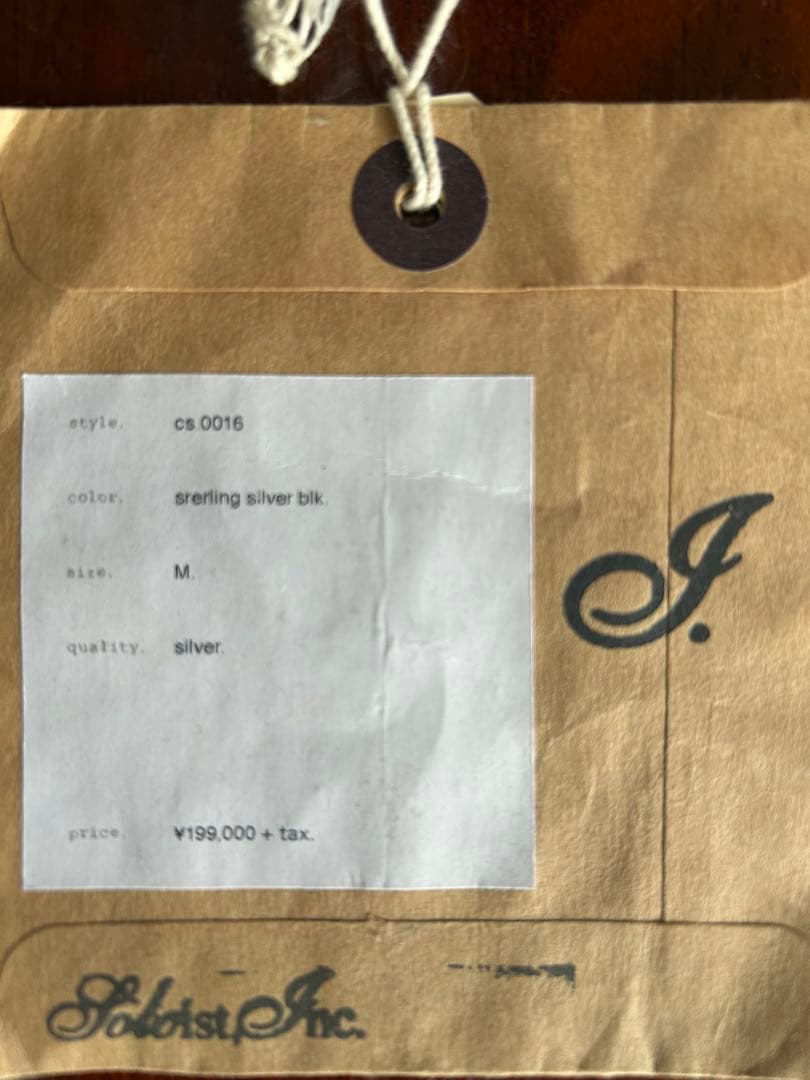 style. cs.0016
color. srerling silver blk.
size. M.
quality. silver.
I.
price. ¥199,000 + tax.
Soloist, Inc.